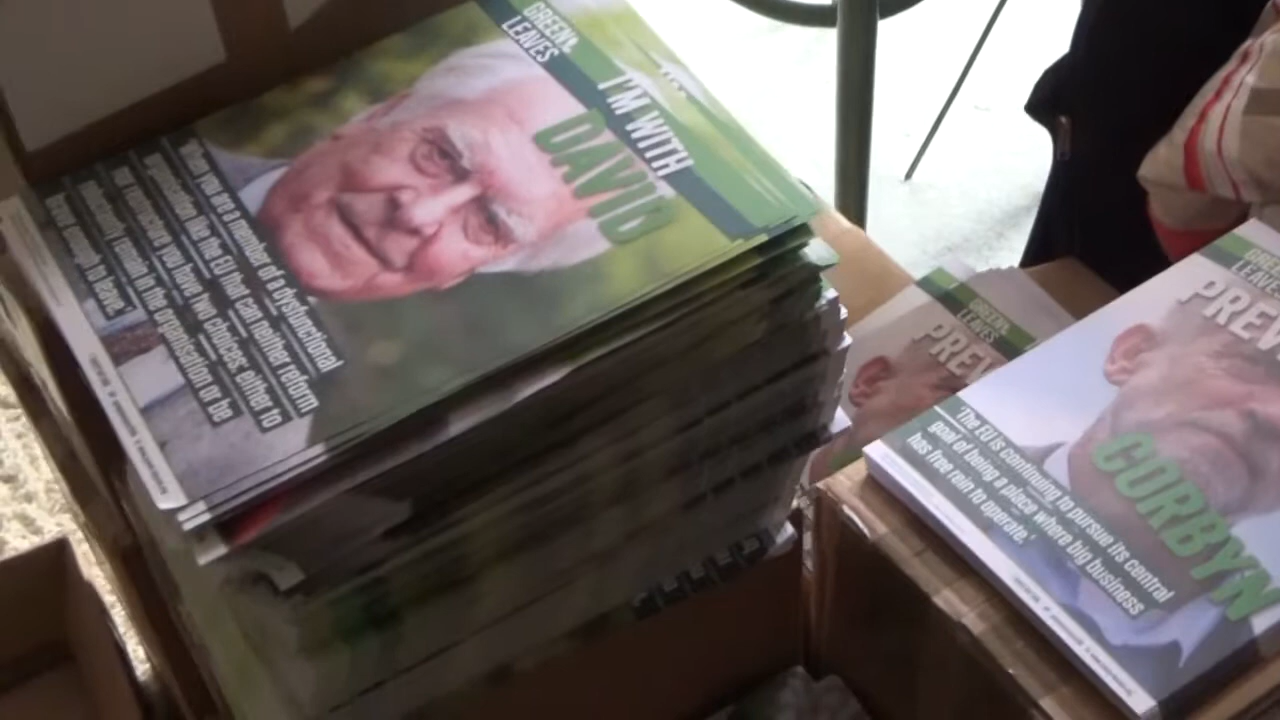 GREEN
LEAVES
I'M WITH
DAVID
'When you are a member of a dysfunctional
organisation like the EU that can neither reform
nor restructure you have two choices: either to
obdurately remain in the organisation or be
brave enough to leave.'
GREEN
LEAVES
PREV
GREEN
LEAVES
PREV
CORBYN
'The EU is continuing to pursue its central
goal of being a place where big business
has free rein to operate.'